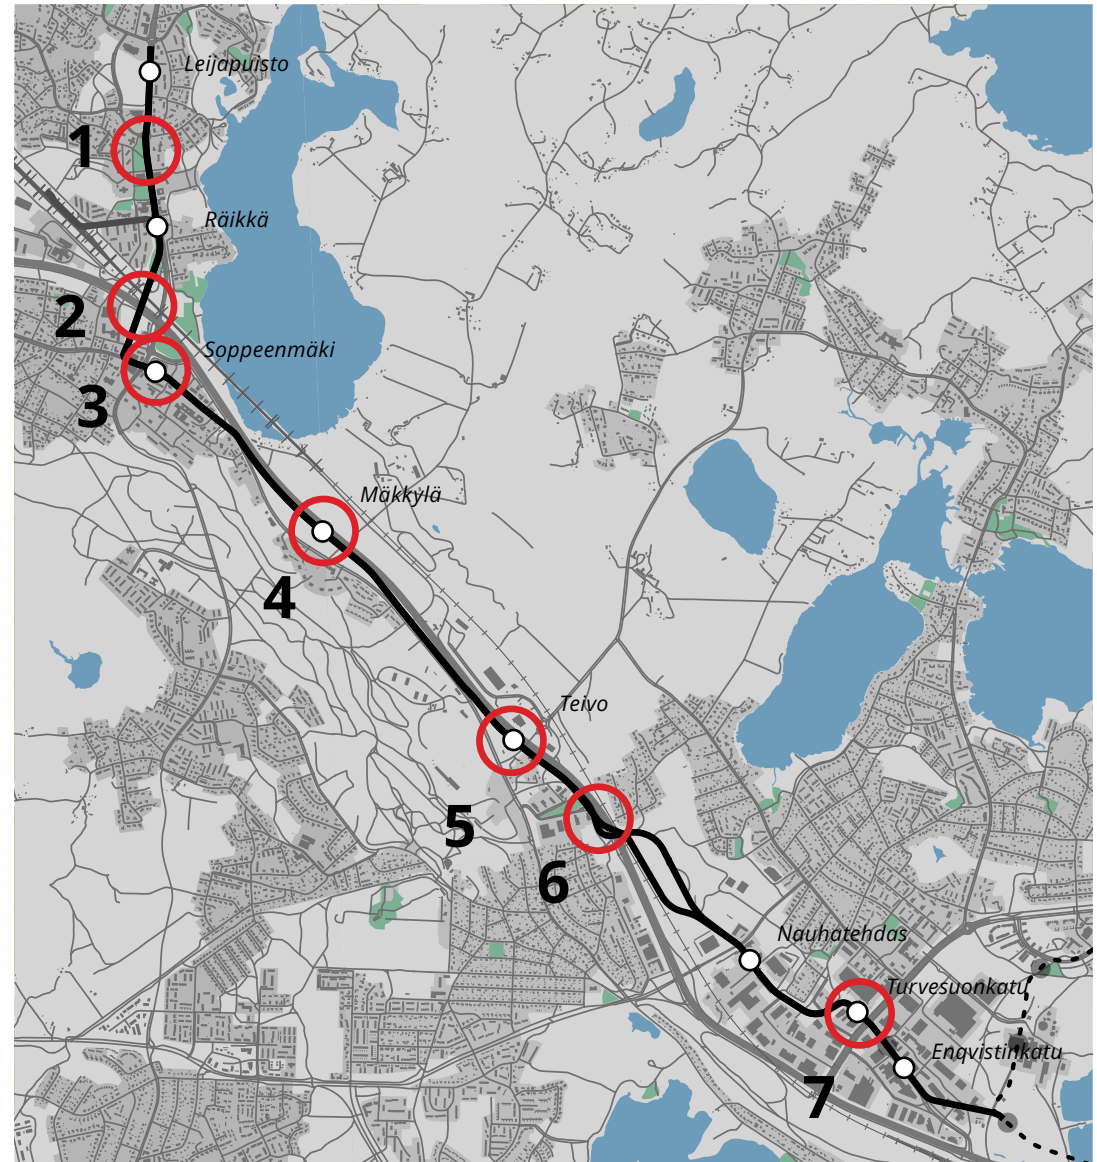 Leijapuisto
1
Räikkä
2
Soppeenmäki
3
Mäkkylä
4
Teivo
5
6
Nauhatehdas
Turvesuonkatu
Enqvistinkatu
7